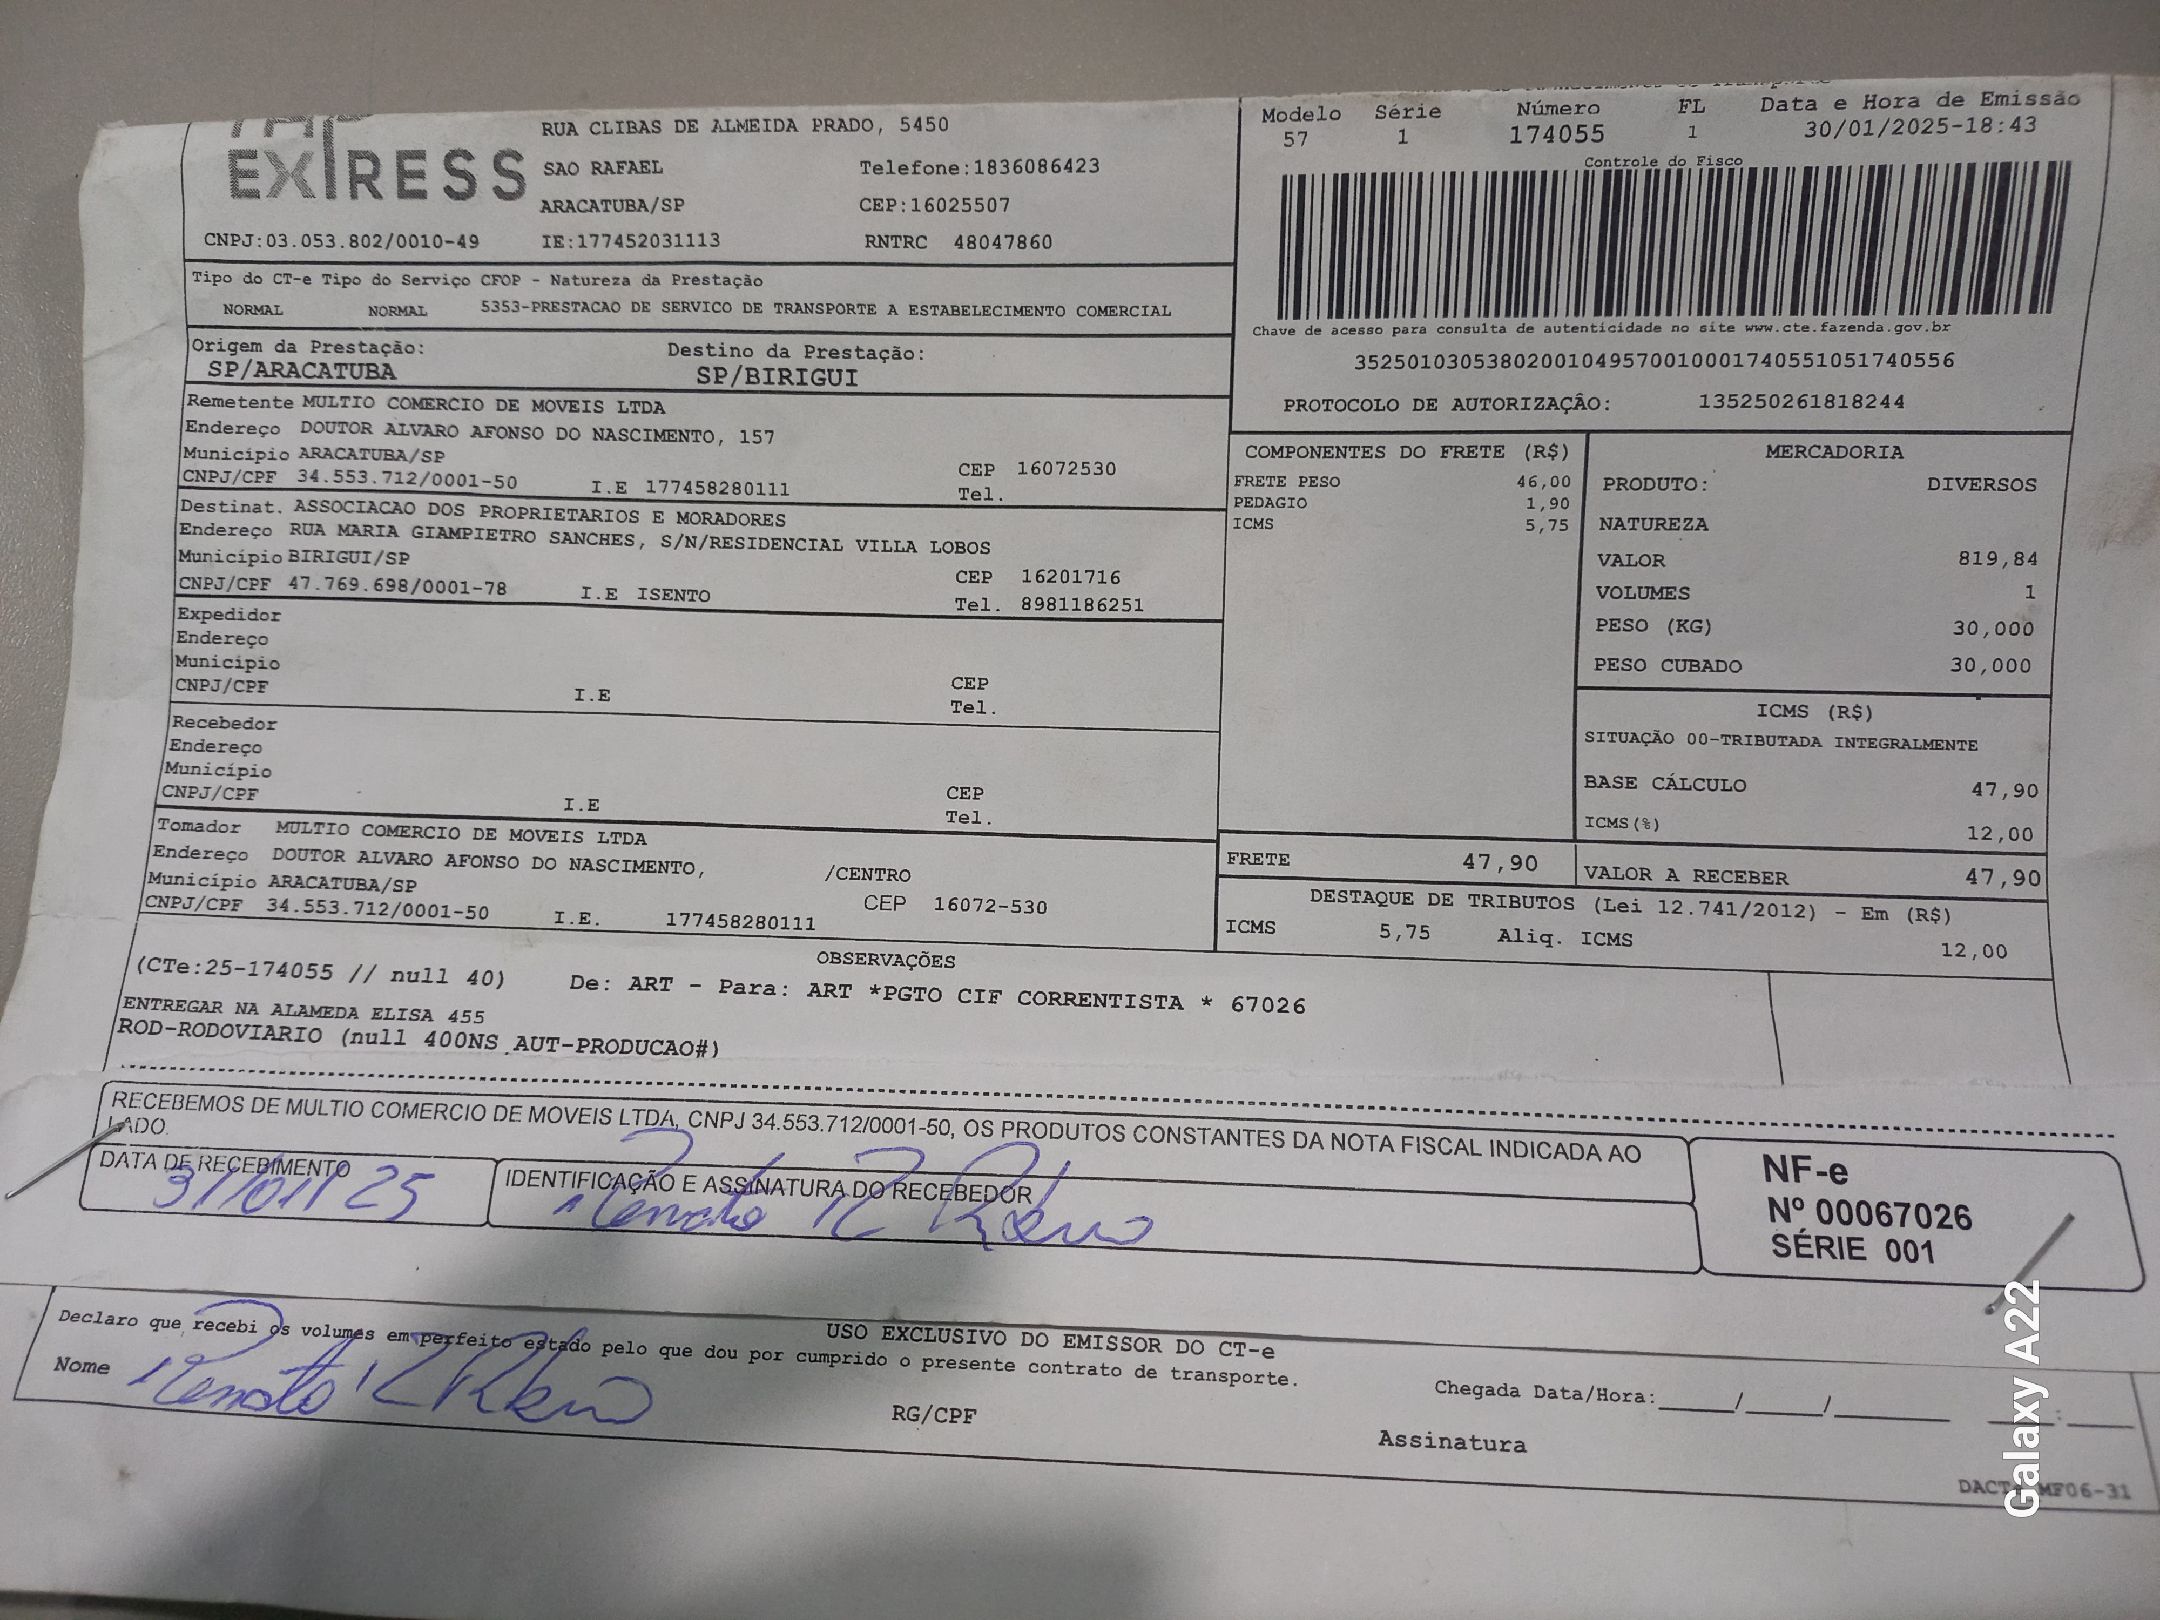 EXPRESS
RUA CLIBAS DE ALMEIDA PRADO, 5450
SAO RAFAEL Telefone:1836086423
ARACATUBA/SP CEP:16025507
CNPJ:03.053.802/0010-49 IE:177452031113 RNTRC 48047860
Modelo Série Número FL Data e Hora de Emissão
57 1 174055 1 30/01/2025-18:43
Controle do Fisco
Chave de acesso para consulta de autenticidade no site www.cte.fazenda.gov.br
35250103053802001049570010001740551051740556
PROTOCOLO DE AUTORIZAÇÃO: 135250261818244
Tipo do CT-e Tipo do Serviço CFOP - Natureza da Prestação
NORMAL NORMAL 5353-PRESTACAO DE SERVICO DE TRANSPORTE A ESTABELECIMENTO COMERCIAL
Origem da Prestação: Destino da Prestação:
SP/ARACATUBA SP/BIRIGUI
Remetente MULTIO COMERCIO DE MOVEIS LTDA
Endereço DOUTOR ALVARO AFONSO DO NASCIMENTO, 157
Município ARACATUBA/SP CEP 16072530
CNPJ/CPF 34.553.712/0001-50 I.E 177458280111 Tel.
Destinat. ASSOCIACAO DOS PROPRIETARIOS E MORADORES
Endereço RUA MARIA GIAMPIETRO SANCHES, S/N/RESIDENCIAL VILLA LOBOS
Município BIRIGUI/SP CEP 16201716
CNPJ/CPF 47.769.698/0001-78 I.E ISENTO Tel. 8981186251
Expedidor
Endereço
Município CEP
CNPJ/CPF I.E Tel.
Recebedor
Endereço
Município CEP
CNPJ/CPF I.E Tel.
Tomador MULTIO COMERCIO DE MOVEIS LTDA
Endereço DOUTOR ALVARO AFONSO DO NASCIMENTO, /CENTRO
Município ARACATUBA/SP CEP 16072-530
CNPJ/CPF 34.553.712/0001-50 I.E. 177458280111
COMPONENTES DO FRETE (R$)
FRETE PESO 46,00
PEDAGIO 1,90
ICMS 5,75
MERCADORIA
PRODUTO: DIVERSOS
NATUREZA
VALOR 819,84
VOLUMES 1
PESO (KG) 30,000
PESO CUBADO 30,000
ICMS (R$)
SITUAÇÃO 00-TRIBUTADA INTEGRALMENTE
BASE CÁLCULO 47,90
ICMS(%) 12,00
FRETE 47,90 VALOR A RECEBER 47,90
DESTAQUE DE TRIBUTOS (Lei 12.741/2012) - Em (R$)
ICMS 5,75 Aliq. ICMS 12,00
OBSERVAÇÕES
(CTe:25-174055 // null 40) De: ART - Para: ART *PGTO CIF CORRENTISTA * 67026
ENTREGAR NA ALAMEDA ELISA 455
ROD-RODOVIARIO (null 400NS AUT-PRODUCAO#)
RECEBEMOS DE MULTIO COMERCIO DE MOVEIS LTDA, CNPJ 34.553.712/0001-50, OS PRODUTOS CONSTANTES DA NOTA FISCAL INDICADA AO
LADO.
DATA DE RECEBIMENTO IDENTIFICAÇÃO E ASSINATURA DO RECEBEDOR
31/01/25 Renato R
NF-e
Nº 00067026
SÉRIE 001
USO EXCLUSIVO DO EMISSOR DO CT-e
Declaro que recebi os volumes em perfeito estado pelo que dou por cumprido o presente contrato de transporte.
Nome Renato R RG/CPF
Chegada Data/Hora:_____/_____/_______ ____:____
Assinatura
MF06-31
Galaxy A22